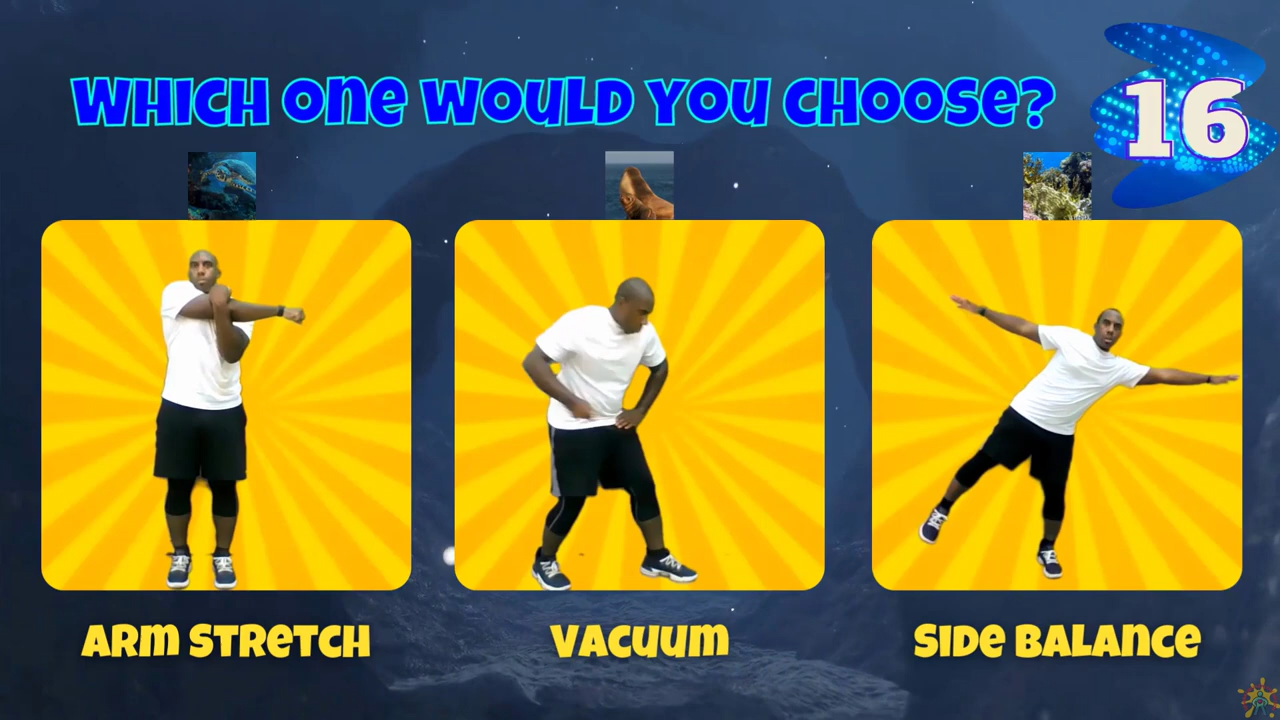 WHICH ONE WOULD YOU CHOOSE?
16
ARM STRETCH
VACUUM
SIDE BALANCE